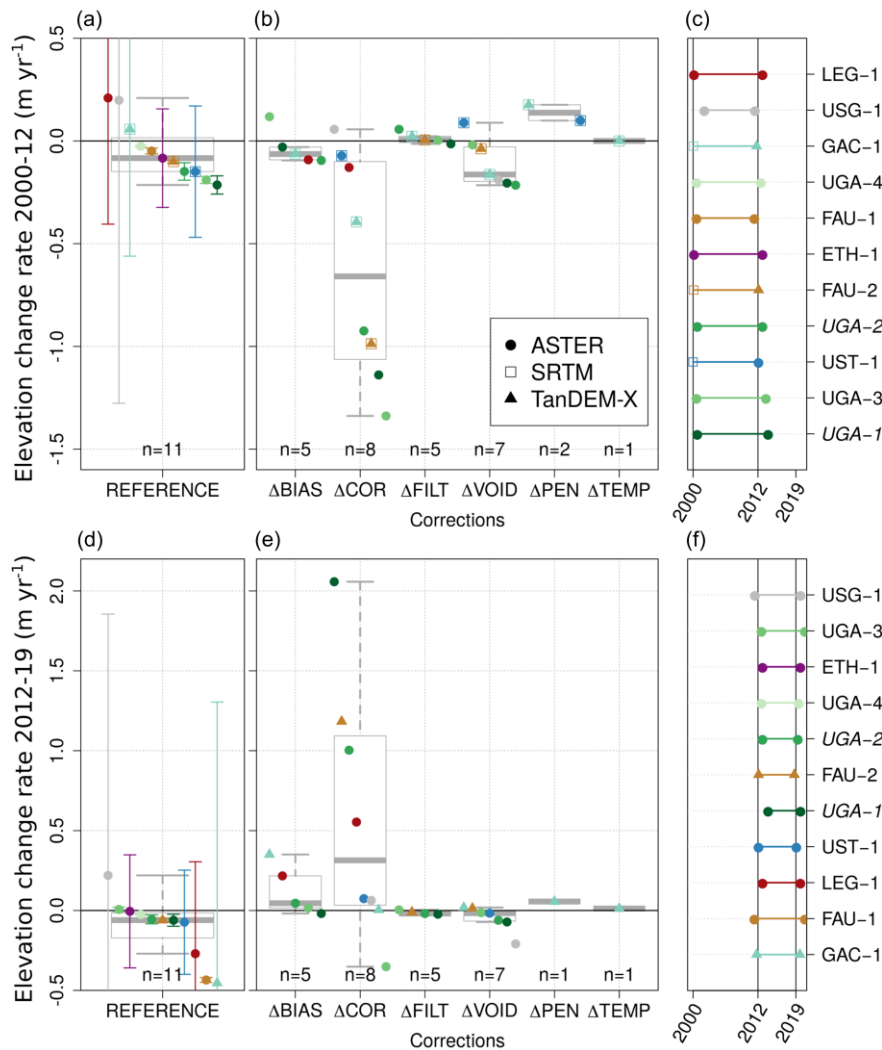 (a)
(b)
(c)
Elevation change rate 2000-12 (m yr⁻¹)
0.5
0.0
-0.5
-1.0
-1.5
n=11
REFERENCE
ASTER
SRTM
TanDEM-X
n=5
n=8
n=5
n=7
n=2
n=1
ΔBIAS
ΔCOR
ΔFILT
ΔVOID
ΔPEN
ΔTEMP
Corrections
LEG-1
USG-1
GAC-1
UGA-4
FAU-1
ETH-1
FAU-2
UGA-2
UST-1
UGA-3
UGA-1
2000
2012
2019
(d)
(e)
(f)
Elevation change rate 2012-19 (m yr⁻¹)
2.0
1.5
1.0
0.5
0.0
-0.5
n=11
REFERENCE
n=5
n=8
n=5
n=7
n=1
n=1
ΔBIAS
ΔCOR
ΔFILT
ΔVOID
ΔPEN
ΔTEMP
Corrections
USG-1
UGA-3
ETH-1
UGA-4
UGA-2
FAU-2
UGA-1
UST-1
LEG-1
FAU-1
GAC-1
2000
2012
2019